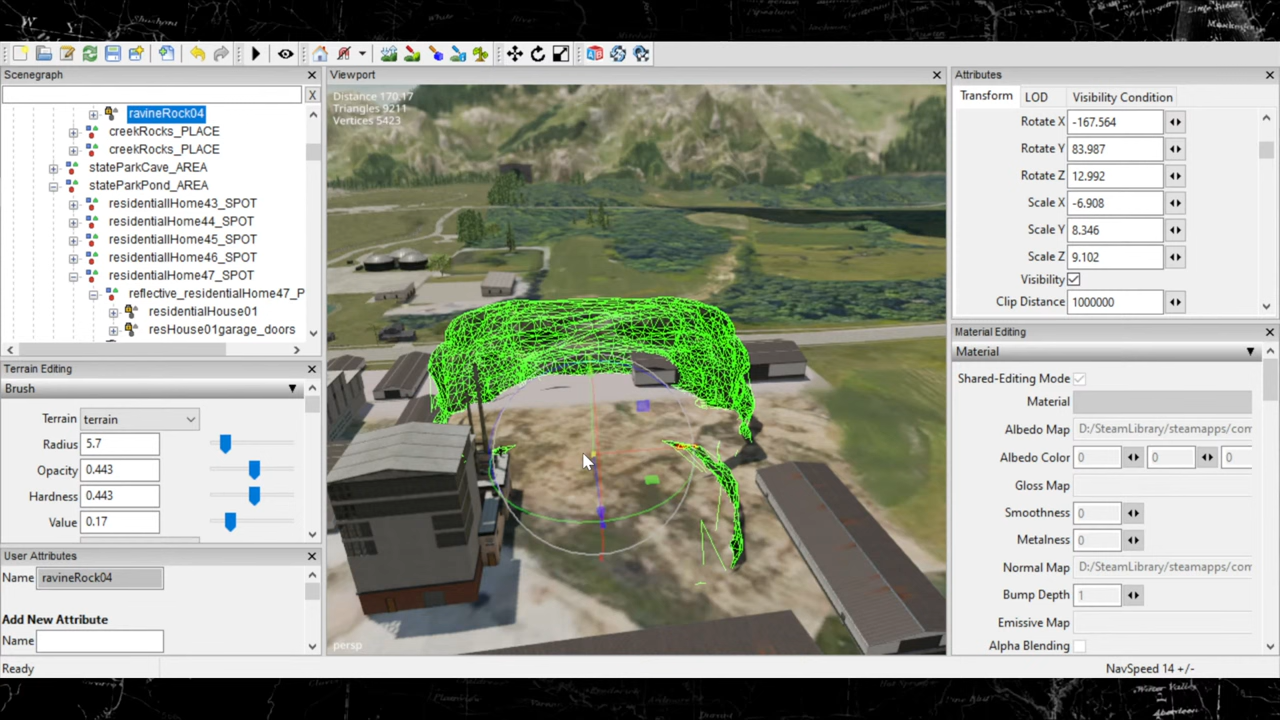 Scenegraph
X
ravineRock04
creekRocks_PLACE
creekRocks_PLACE
stateParkCave_AREA
stateParkPond_AREA
residentiallHome43_SPOT
residentialHome44_SPOT
residentialHome45_SPOT
residentialHome46_SPOT
residentialHome47_SPOT
reflective_residentialHome47_P
residentialHouse01
resHouse01garage_doors
Terrain Editing
Brush
Terrain terrain
Radius 5.7
Opacity 0.443
Hardness 0.443
Value 0.17
User Attributes
Name ravineRock04
Add New Attribute
Name
Ready
Viewport
Distance 170.17
Triangles 9211
Vertices 5423
persp
Attributes
Transform LOD Visibility Condition
Rotate X -167.564
Rotate Y 83.987
Rotate Z 12.992
Scale X -6.908
Scale Y 8.346
Scale Z 9.102
Visibility
Clip Distance 1000000
Material Editing
Material
Shared-Editing Mode
Material
Albedo Map D:/SteamLibrary/steamapps/com
Albedo Color 0 0 0
Gloss Map
Smoothness 0
Metalness 0
Normal Map D:/SteamLibrary/steamapps/com
Bump Depth 1
Emissive Map
Alpha Blending
NavSpeed 14 +/-